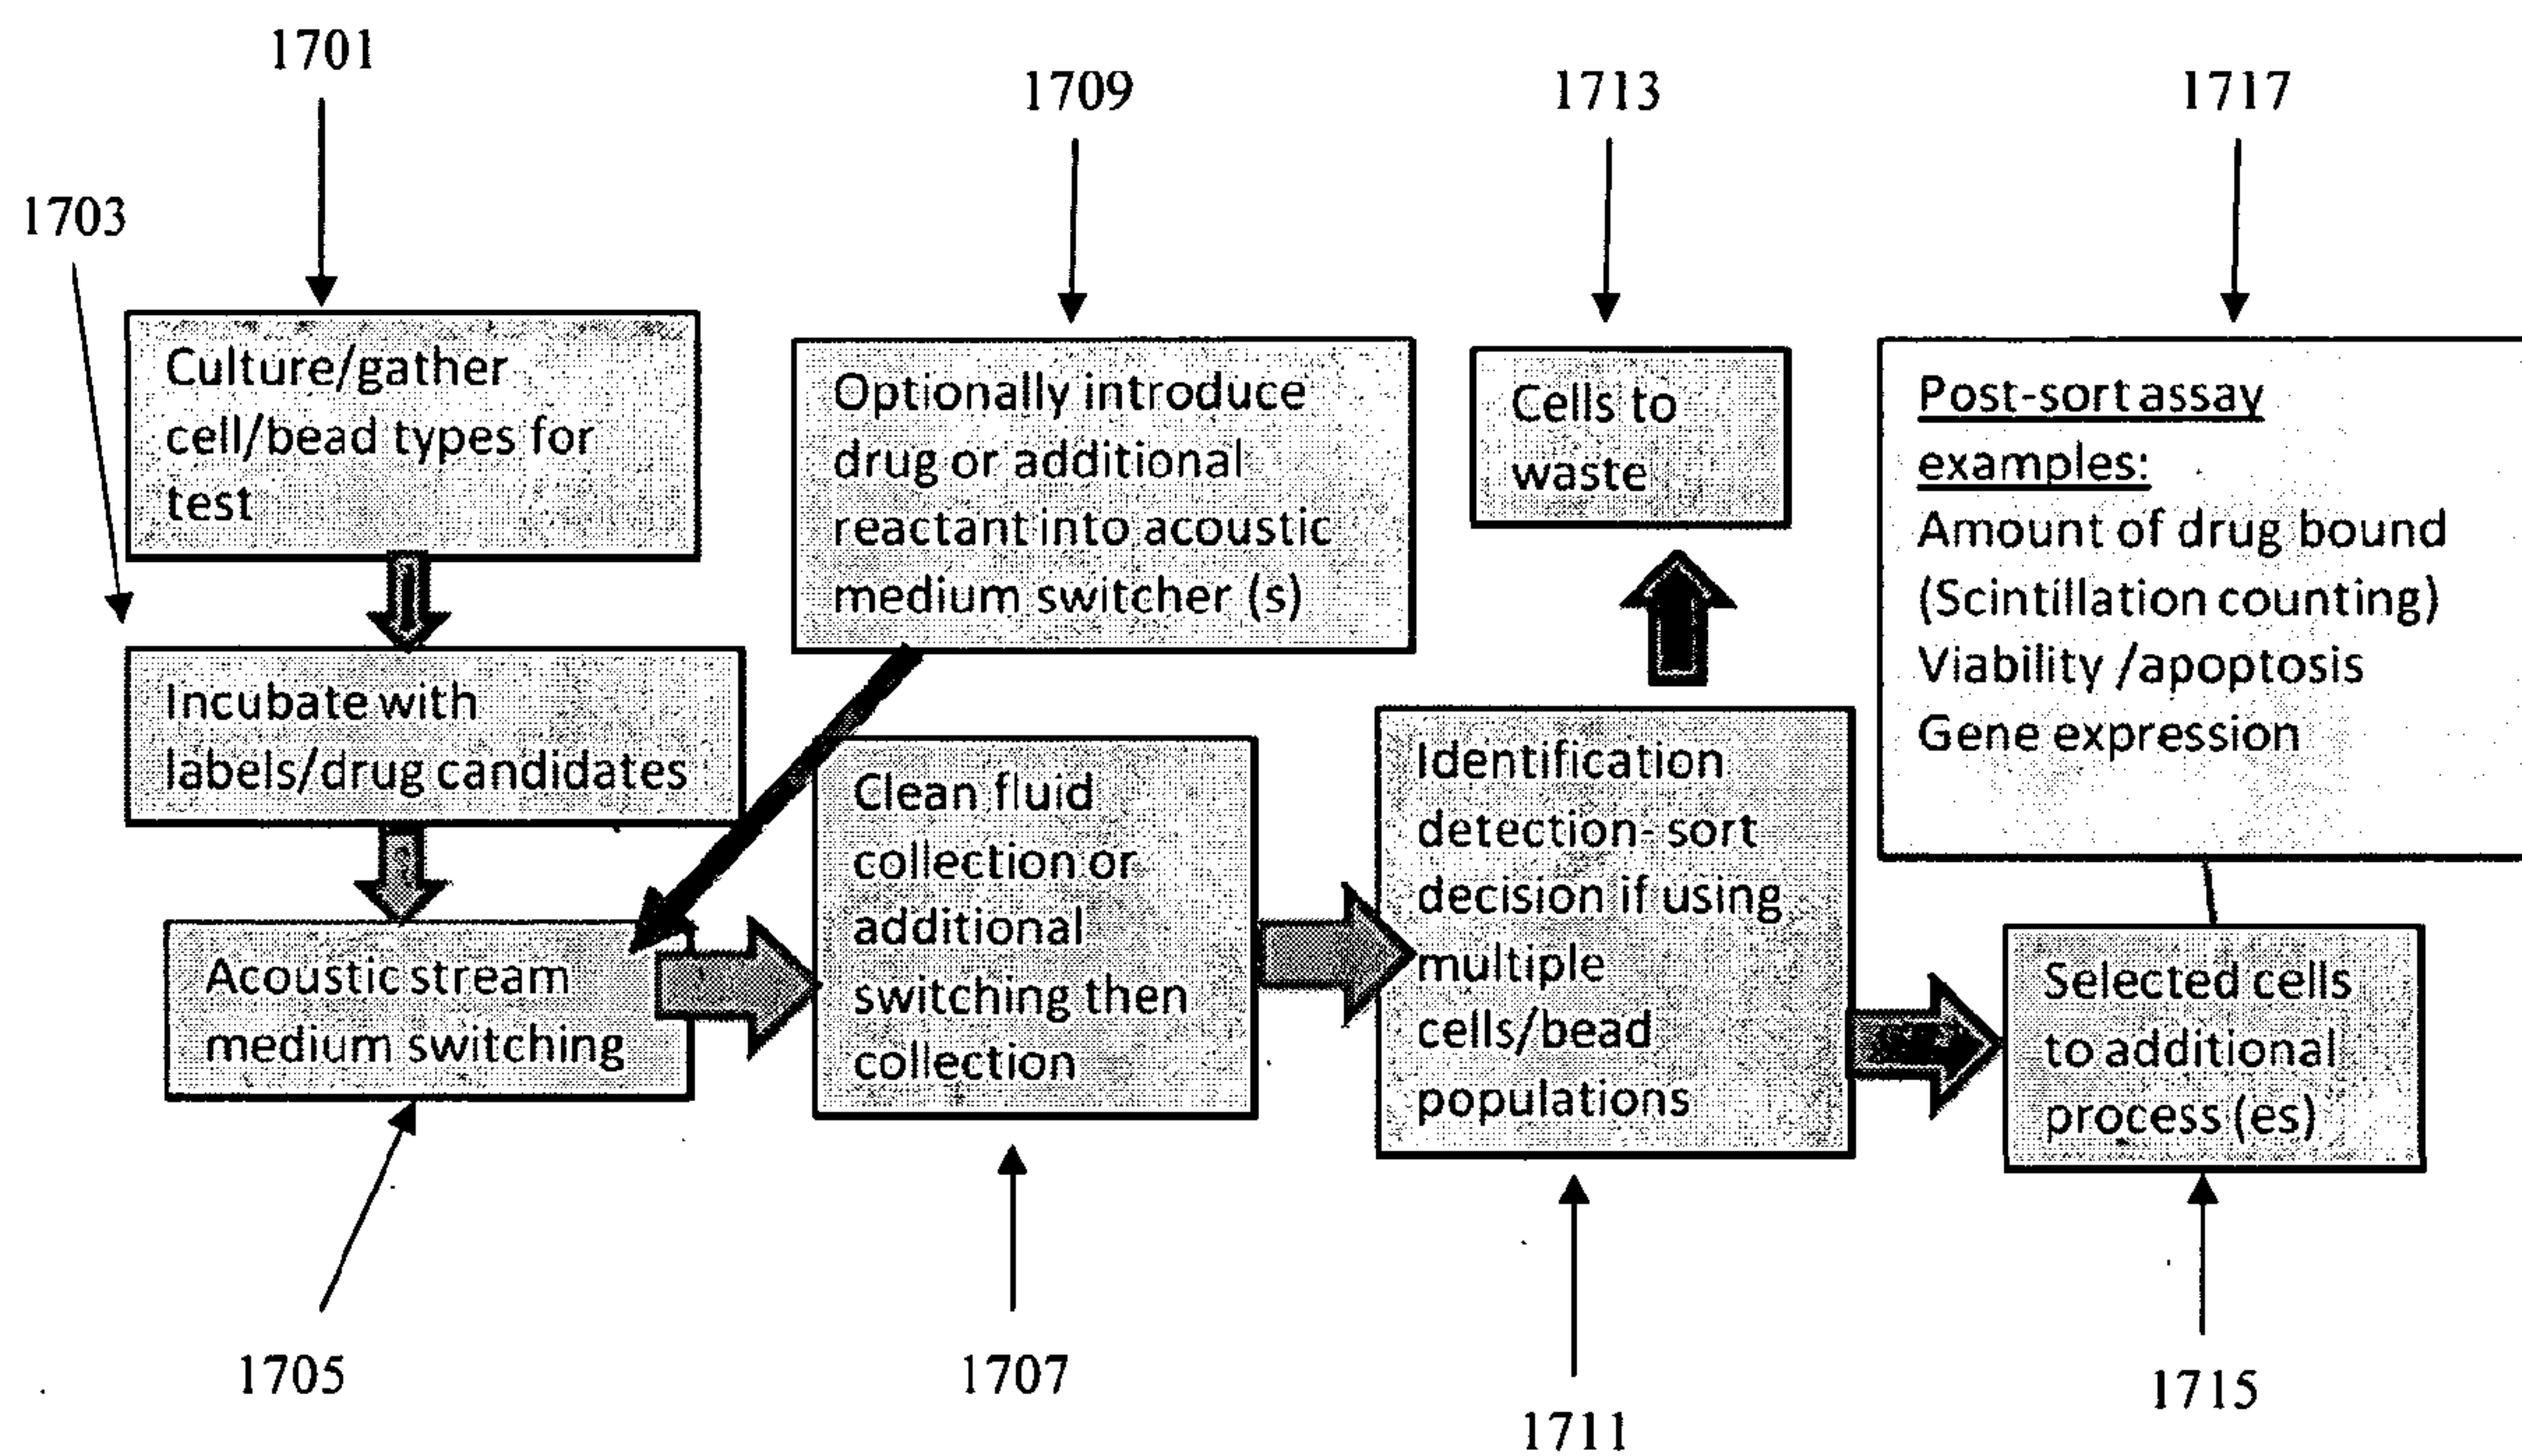 1701
1709
1713
1717
1703
Culture/gather
cell/bead types for
test
Optionally introduce
drug or additional
reactant into acoustic
medium switcher (s)
Cells to
waste
Post-sort assay
examples:
Amount of drug bound
(Scintillation counting)
Viability /apoptosis
Gene expression
Incubate with
labels/drug candidates
Acoustic stream
medium switching
Clean fluid
collection or
additional
switching then
collection
Identification
detection- sort
decision if using
multiple
cells/bead
populations
Selected cells
to additional
process (es)
1705
1707
1711
1715